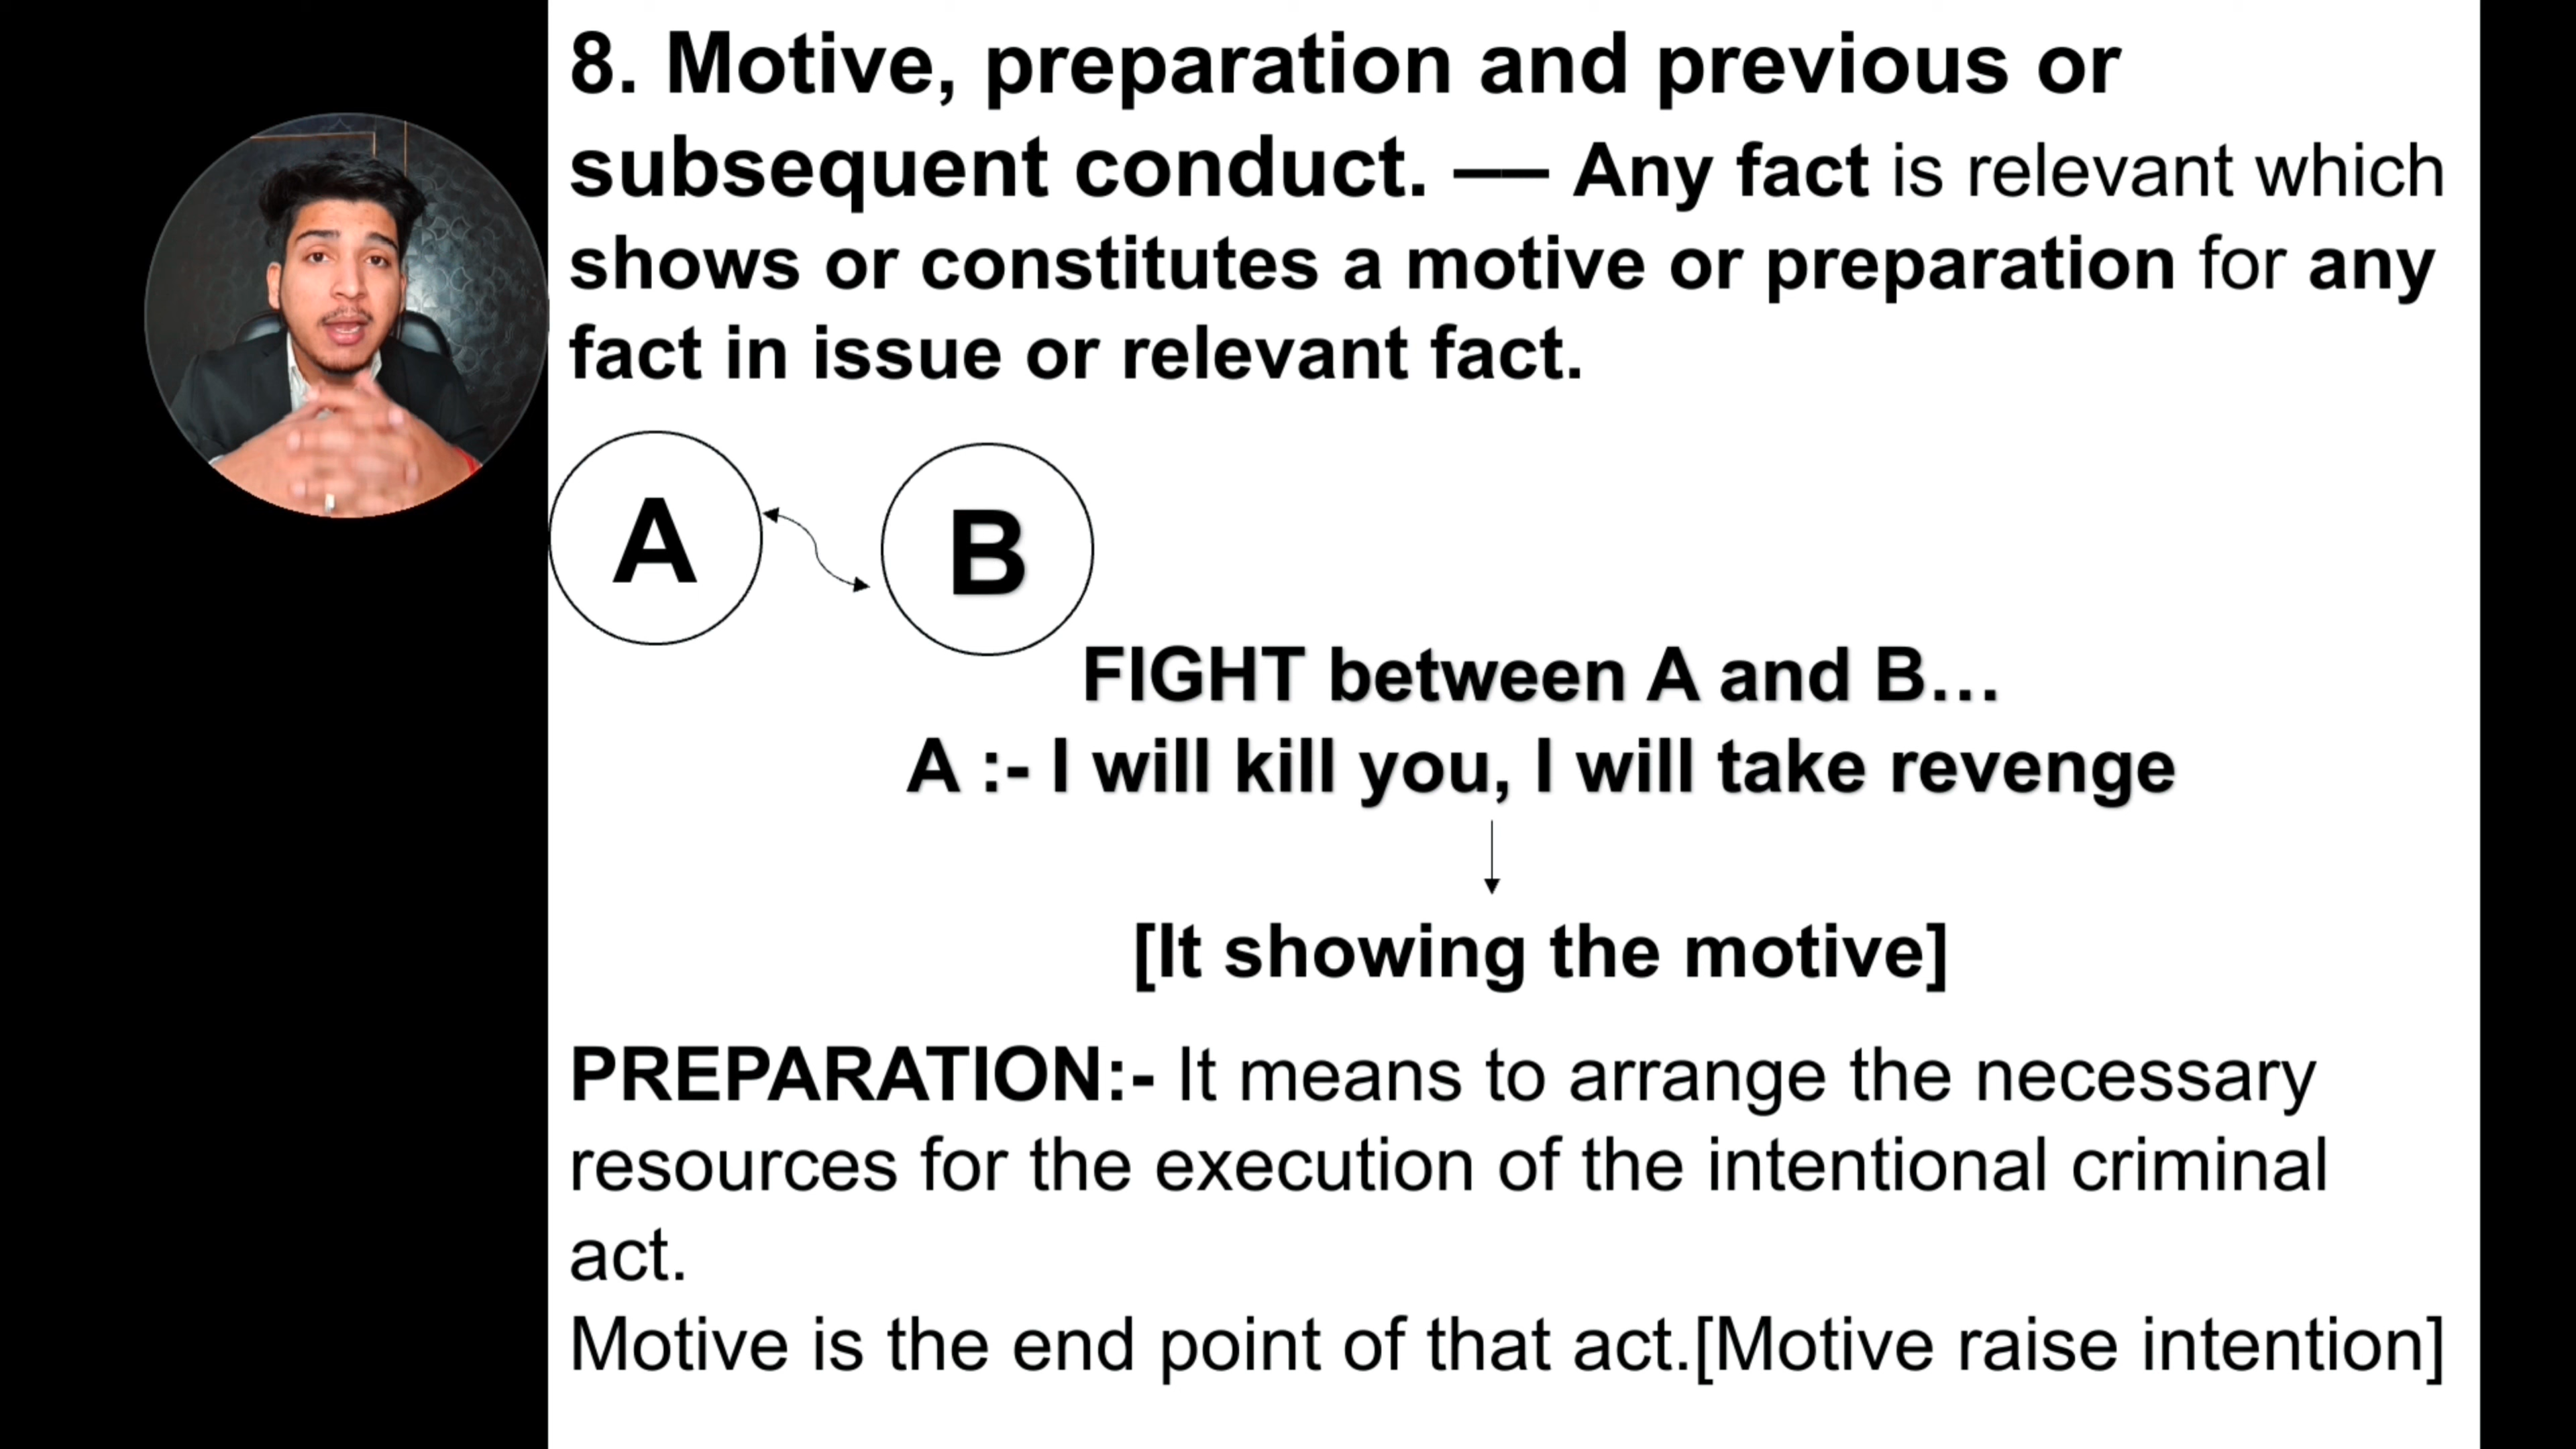 8. Motive, preparation and previous or
subsequent conduct. –– Any fact is relevant which
shows or constitutes a motive or preparation for any
fact in issue or relevant fact.
A
B
FIGHT between A and B...
A :- I will kill you, I will take revenge
[It showing the motive]
PREPARATION:- It means to arrange the necessary
resources for the execution of the intentional criminal
act.
Motive is the end point of that act.[Motive raise intention]